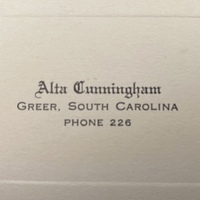 Alta Cunningham
GREER, SOUTH CAROLINA
PHONE 226